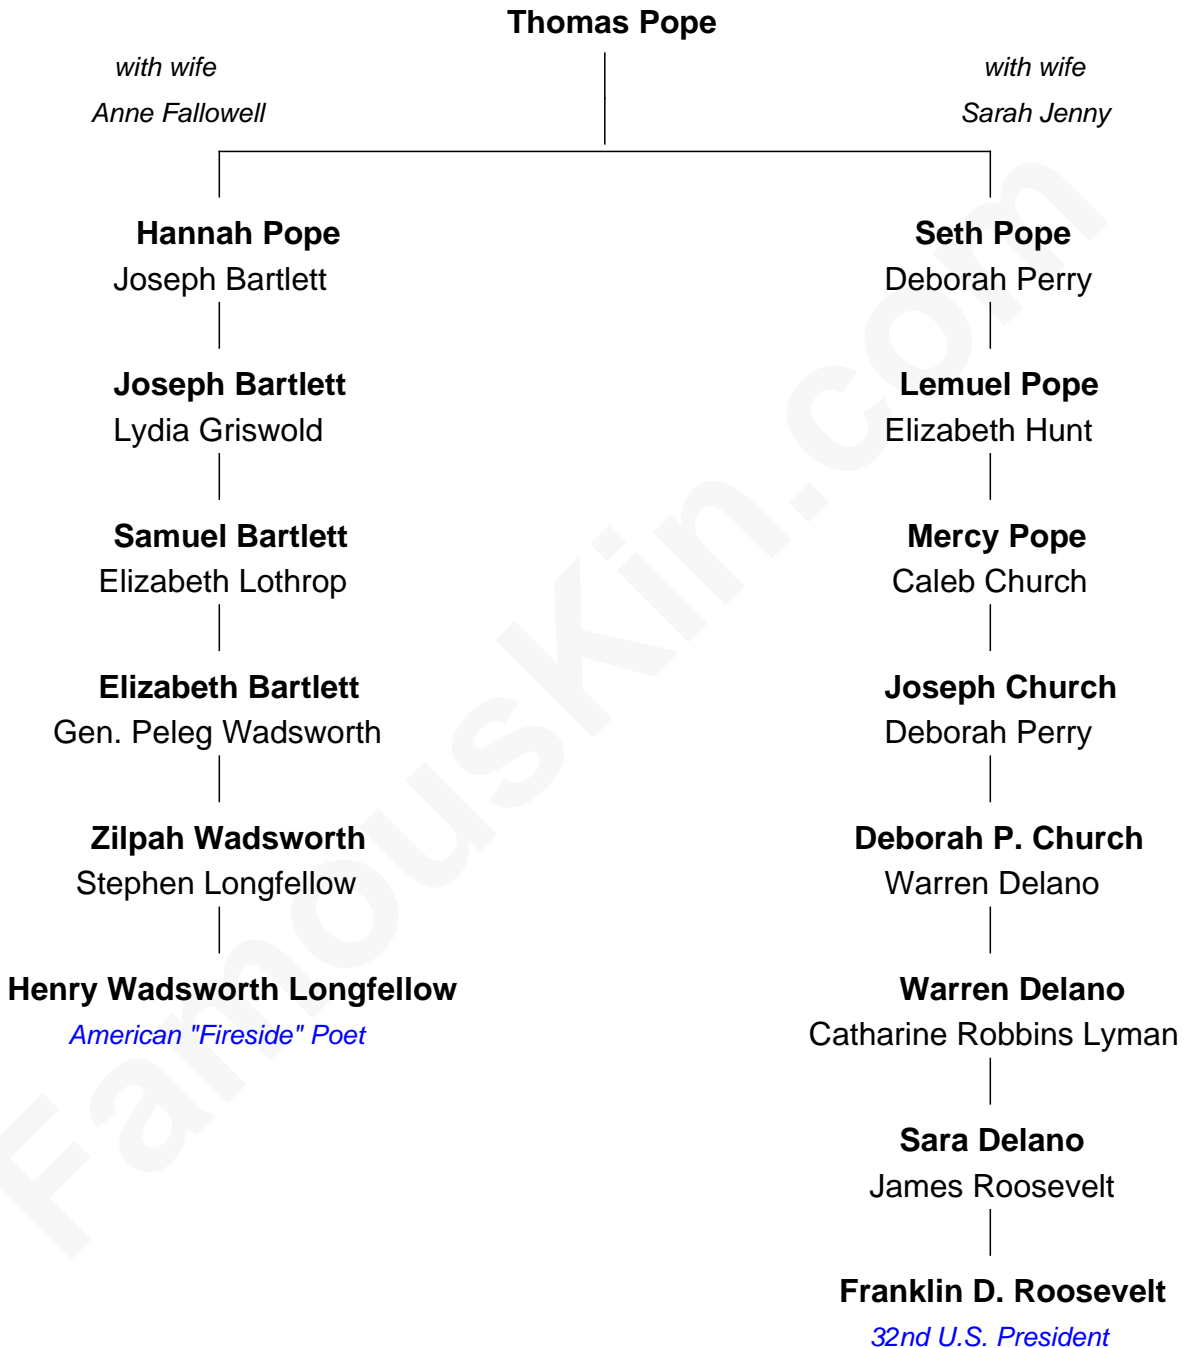 Thomas Pope
with wife
Anne Fallowell
with wife
Sarah Jenny
Hannah Pope
Joseph Bartlett
Seth Pope
Deborah Perry
Joseph Bartlett
Lydia Griswold
Lemuel Pope
Elizabeth Hunt
Samuel Bartlett
Elizabeth Lothrop
Mercy Pope
Caleb Church
Elizabeth Bartlett
Gen. Peleg Wadsworth
Joseph Church
Deborah Perry
Zilpah Wadsworth
Stephen Longfellow
Deborah P. Church
Warren Delano
Henry Wadsworth Longfellow
American "Fireside" Poet
Warren Delano
Catharine Robbins Lyman
Sara Delano
James Roosevelt
Franklin D. Roosevelt
32nd U.S. President
FamousKin.com